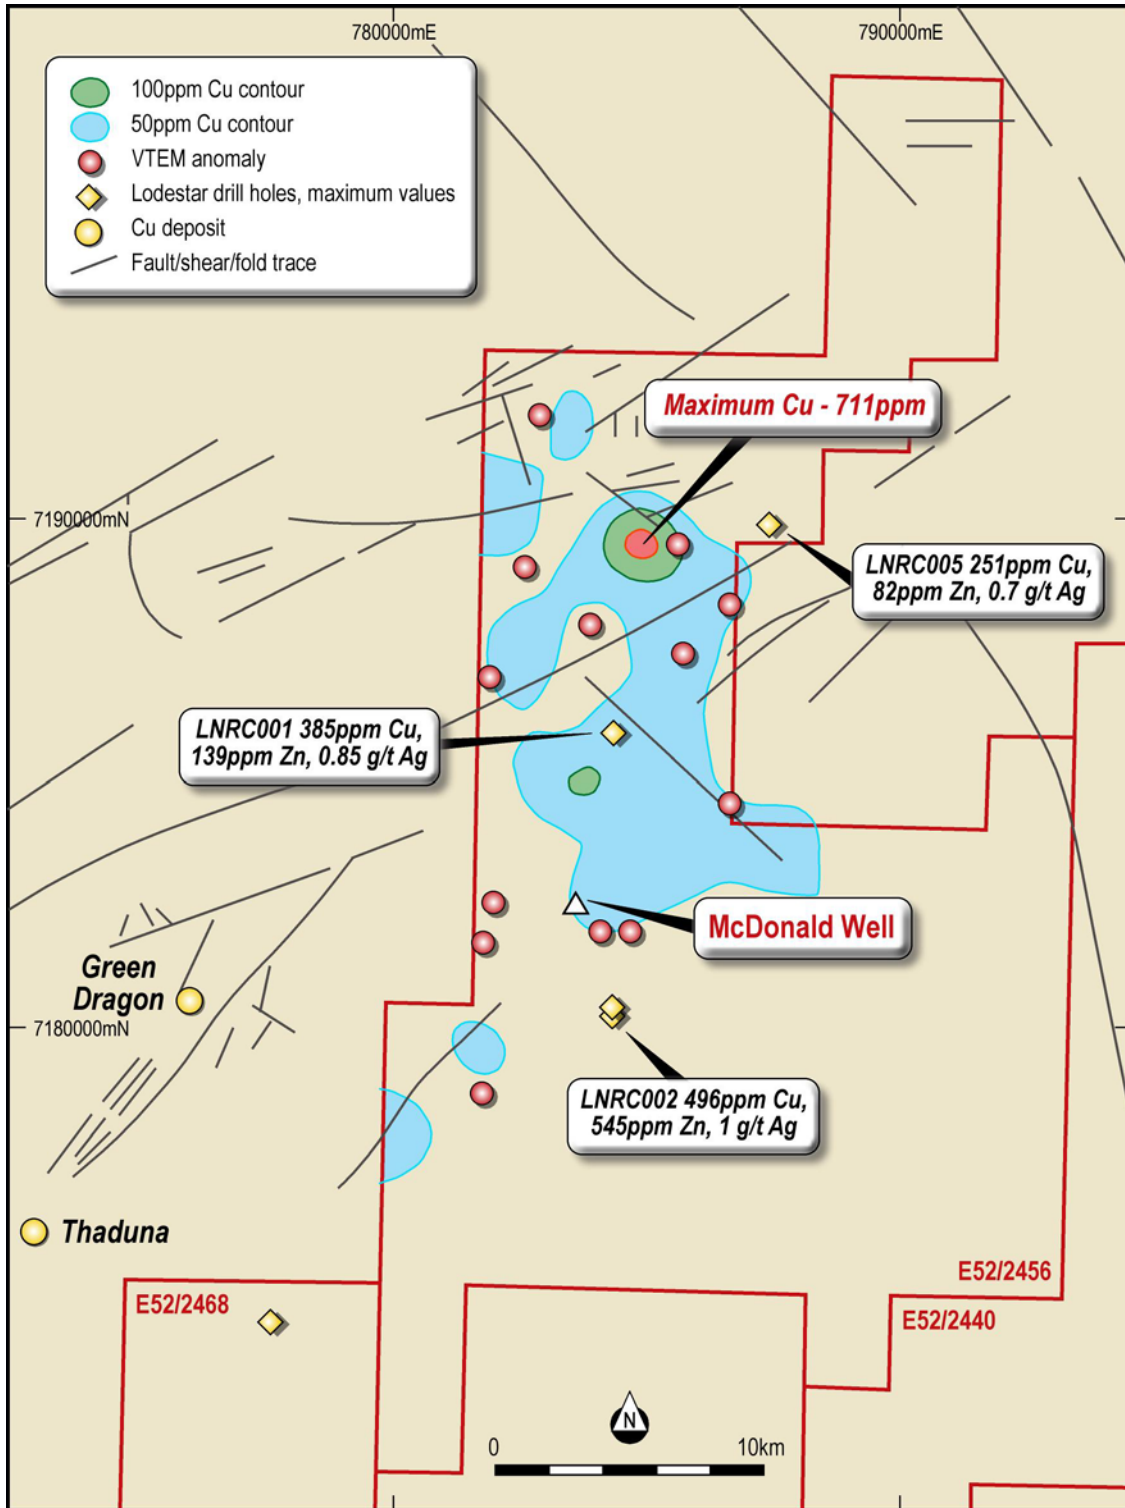 780000mE
790000mE
100ppm Cu contour
50ppm Cu contour
VTEM anomaly
Lodestar drill holes, maximum values
Cu deposit
Fault/shear/fold trace
Maximum Cu - 711ppm
7190000mN
LNRC005 251ppm Cu,
82ppm Zn, 0.7 g/t Ag
LNRC001 385ppm Cu,
139ppm Zn, 0.85 g/t Ag
McDonald Well
Green
Dragon
7180000mN
LNRC002 496ppm Cu,
545ppm Zn, 1 g/t Ag
Thaduna
E52/2456
E52/2468
E52/2440
N
0
10km